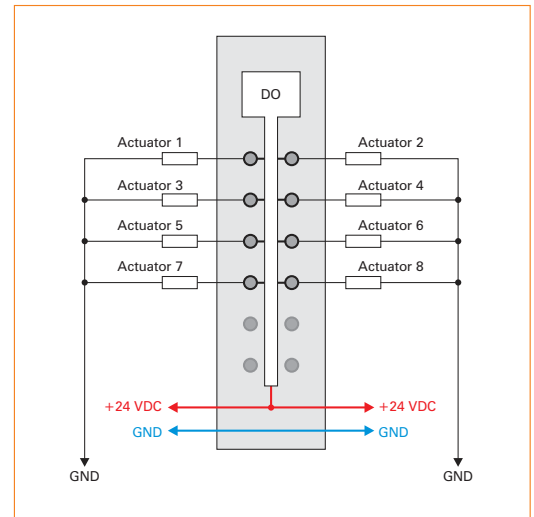 DO
Actuator 1
Actuator 2
Actuator 3
Actuator 4
Actuator 5
Actuator 6
Actuator 7
Actuator 8
+24 VDC
+24 VDC
GND
GND
GND
GND